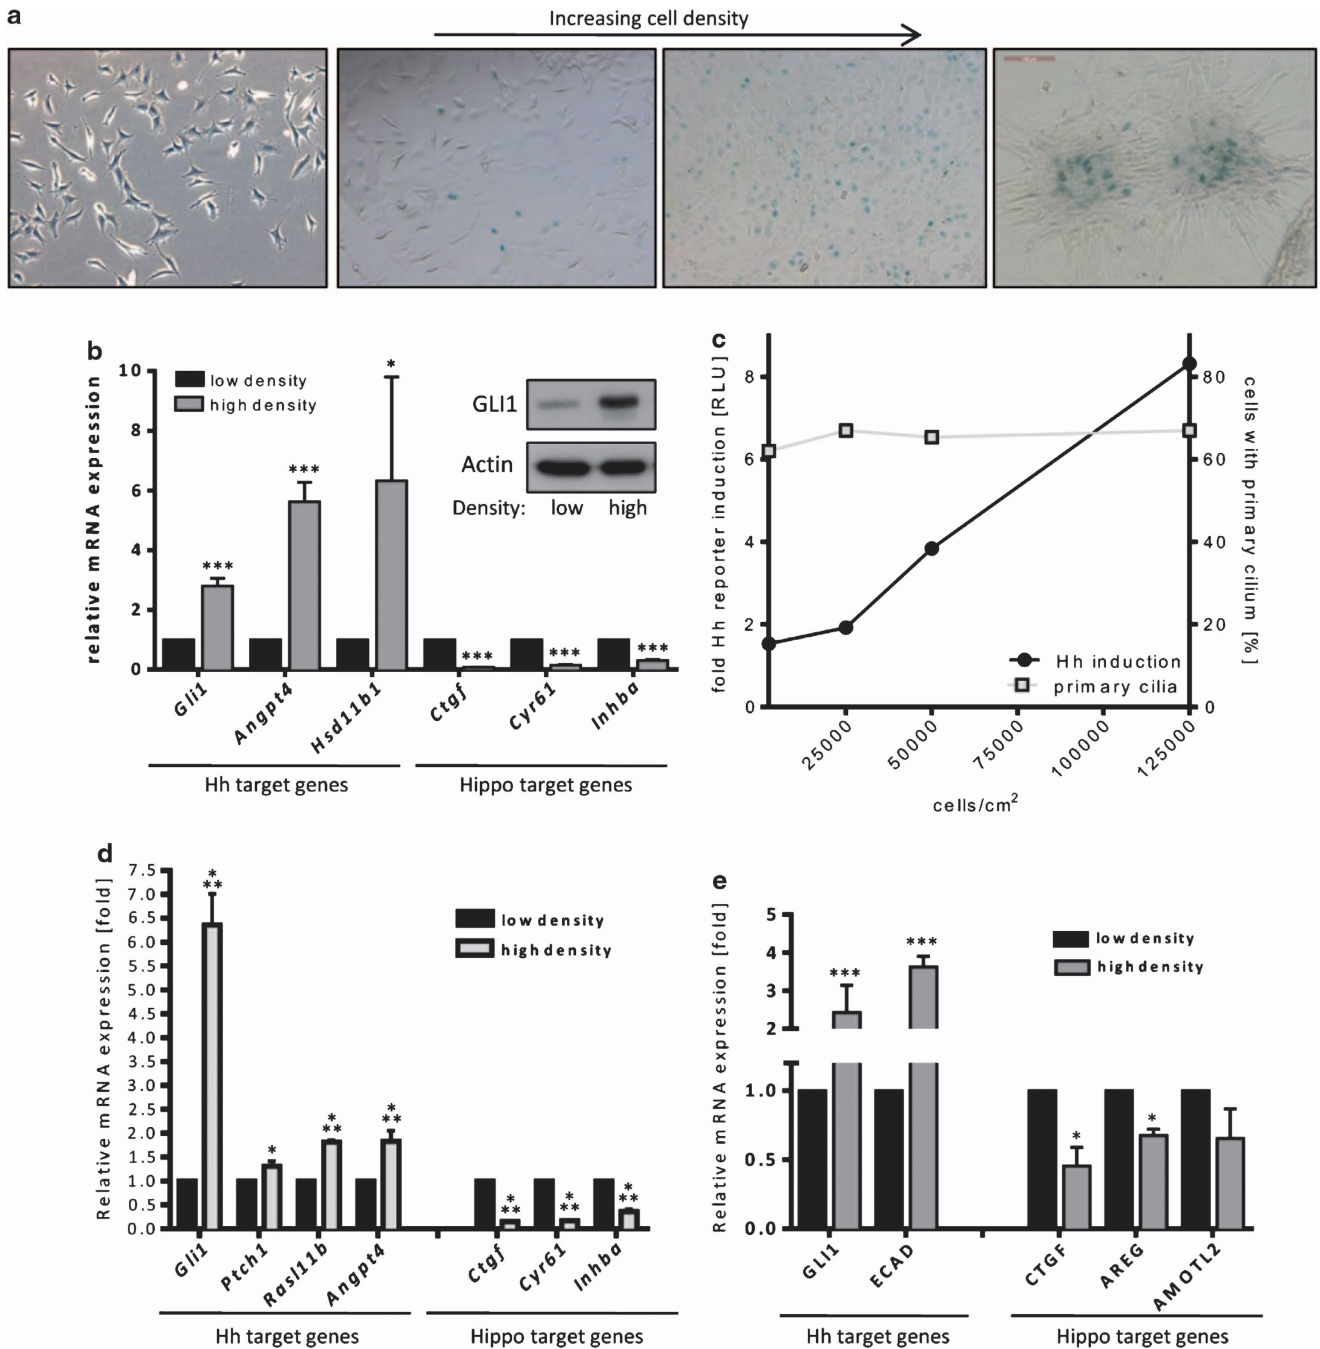 a
Increasing cell density
b
relative mRNA expression
10
8
6
4
2
0
low density
high density
***
***
*
***
***
***
Gli1
Angpt4
Hsd11b1
Ctgf
Cyr61
Inhba
Hh target genes
Hippo target genes
GLI1
Actin
Density: low high
c
fold Hh reporter induction [RLU]
8
6
4
2
0
80
60
40
20
0
cells with primary cilium [%]
Hh induction
primary cilia
25000
50000
75000
100000
125000
cells/cm2
d
Relative mRNA expression [fold]
7.5
7.0
6.5
6.0
5.5
5.0
4.5
4.0
3.5
3.0
2.5
2.0
1.5
1.0
0.5
0.0
low density
high density
*
**
*
*
**
*
**
*
**
*
**
*
**
Gli1
Ptch1
Rasl11b
Angpt4
Ctgf
Cyr61
Inhba
Hh target genes
Hippo target genes
e
Relative mRNA expression [fold]
5
4
3
2
1.0
0.5
0.0
low density
high density
***
***
*
*
GLI1
ECAD
CTGF
AREG
AMOTL2
Hh target genes
Hippo target genes